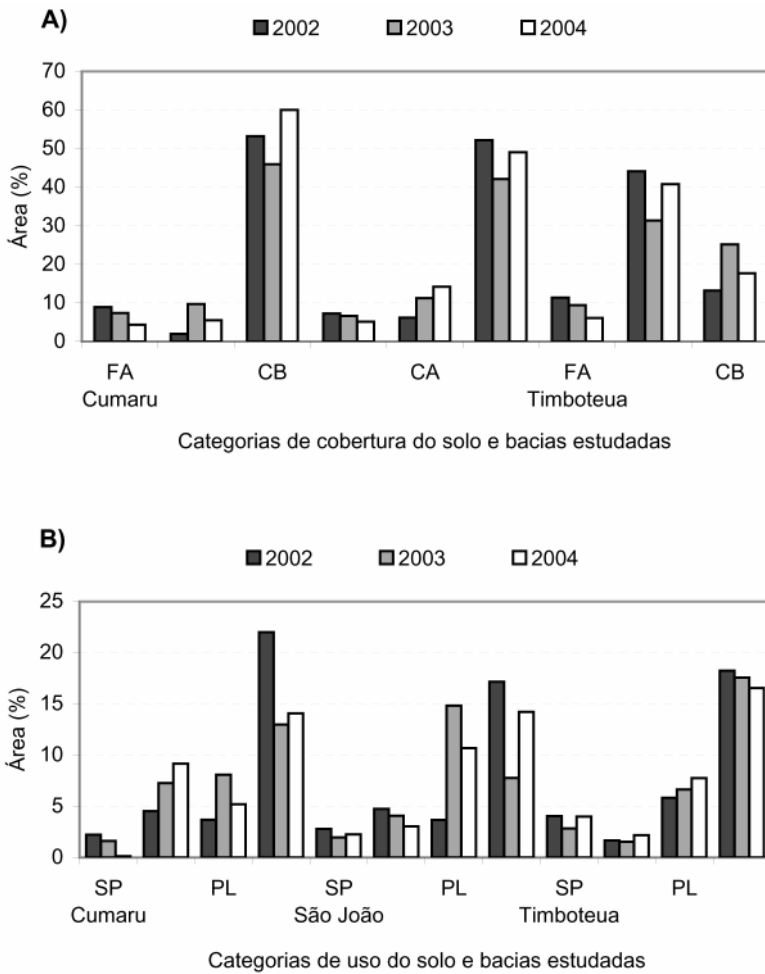 A)
2002 2003 2004
70
60
50
40
30
20
10
0
Área (%)
FA CB CA FA CB
Cumaru Timboteua
Categorias de cobertura do solo e bacias estudadas
B)
2002 2003 2004
25
20
15
10
5
0
Área (%)
SP PL SP PL SP PL
Cumaru São João Timboteua
Categorias de uso do solo e bacias estudadas